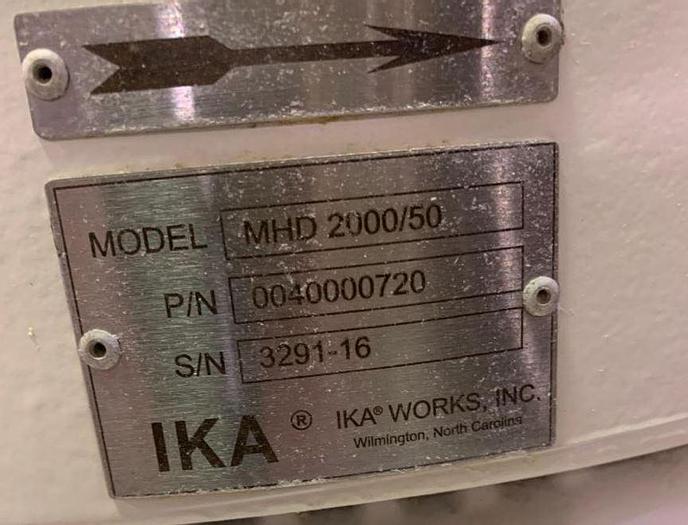 MODEL MHD 2000/50
P/N 0040000720
S/N 3291-16
IKA® IKA® WORKS, INC.
Wilmington, North Carolina